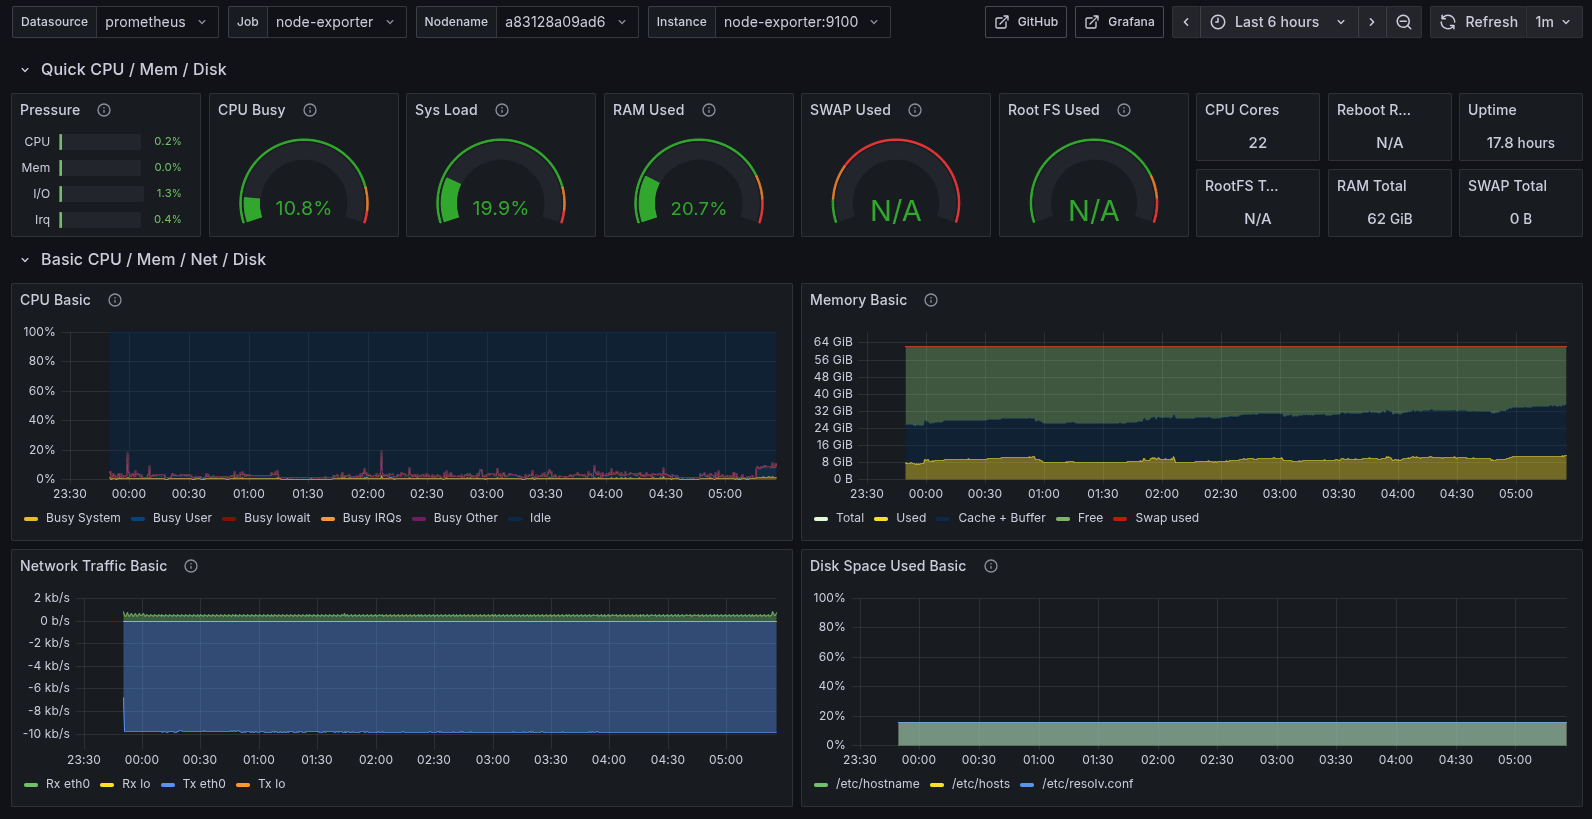 Datasource prometheus Job node-exporter Nodename a83128a09ad6 Instance node-exporter:9100 GitHub Grafana Last 6 hours Refresh 1m
Quick CPU / Mem / Disk
Pressure CPU Busy Sys Load RAM Used SWAP Used Root FS Used CPU Cores Reboot R... Uptime
CPU 0.2%
Mem 0.0%
I/O 1.3%
Irq 0.4%
10.8%
19.9%
20.7%
N/A
N/A
22 N/A 17.8 hours
RootFS T... RAM Total SWAP Total
N/A 62 GiB 0 B
Basic CPU / Mem / Net / Disk
CPU Basic
100%
80%
60%
40%
20%
0%
23:30 00:00 00:30 01:00 01:30 02:00 02:30 03:00 03:30 04:00 04:30 05:00
Busy System Busy User Busy Iowait Busy IRQs Busy Other Idle
Memory Basic
64 GiB
56 GiB
48 GiB
40 GiB
32 GiB
24 GiB
16 GiB
8 GiB
0 B
23:30 00:00 00:30 01:00 01:30 02:00 02:30 03:00 03:30 04:00 04:30 05:00
Total Used Cache + Buffer Free Swap used
Network Traffic Basic
2 kb/s
0 b/s
-2 kb/s
-4 kb/s
-6 kb/s
-8 kb/s
-10 kb/s
23:30 00:00 00:30 01:00 01:30 02:00 02:30 03:00 03:30 04:00 04:30 05:00
Rx eth0 Rx lo Tx eth0 Tx lo
Disk Space Used Basic
100%
80%
60%
40%
20%
0%
23:30 00:00 00:30 01:00 01:30 02:00 02:30 03:00 03:30 04:00 04:30 05:00
/etc/hostname /etc/hosts /etc/resolv.conf